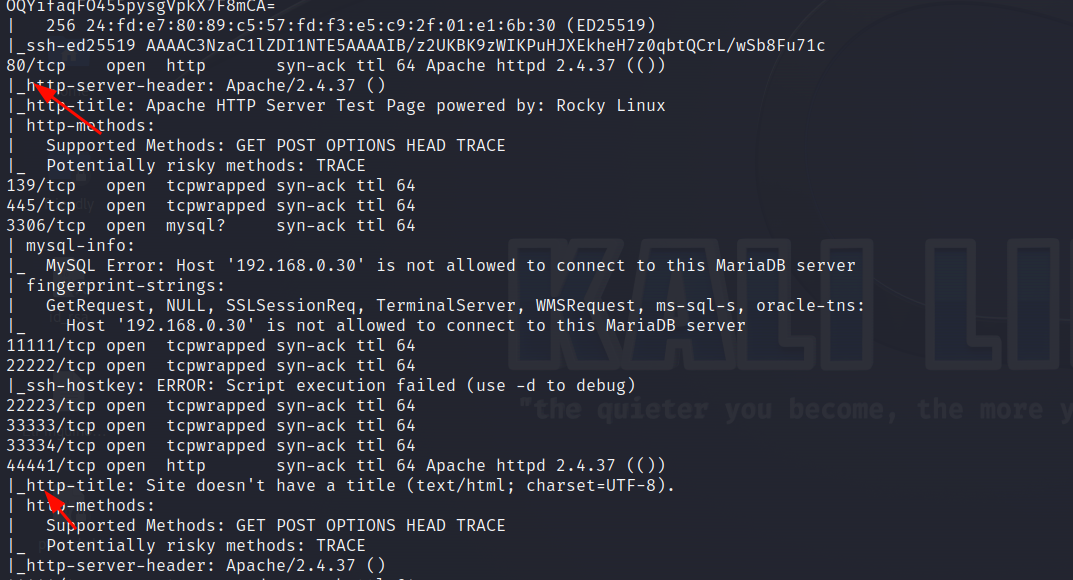 OQYifaqFO455pysgVpkX7F8mCA=
|   256 24:fd:e7:80:89:c5:57:fd:f3:e5:c9:2f:01:e1:6b:30 (ED25519)
|_ssh-ed25519 AAAAC3NzaC1lZDI1NTE5AAAAIB/z2UKBK9zWIKPuHJXEkheH7z0qbtQCrL/wSb8Fu71c
80/tcp    open  http       syn-ack ttl 64 Apache httpd 2.4.37 (())
|_http-server-header: Apache/2.4.37 ()
|_http-title: Apache HTTP Server Test Page powered by: Rocky Linux
| http-methods:
|   Supported Methods: GET POST OPTIONS HEAD TRACE
|_  Potentially risky methods: TRACE
139/tcp   open  tcpwrapped syn-ack ttl 64
445/tcp   open  tcpwrapped syn-ack ttl 64
3306/tcp  open  mysql?     syn-ack ttl 64
| mysql-info:
|_  MySQL Error: Host '192.168.0.30' is not allowed to connect to this MariaDB server
| fingerprint-strings:
|   GetRequest, NULL, SSLSessionReq, TerminalServer, WMSRequest, ms-sql-s, oracle-tns:
|_    Host '192.168.0.30' is not allowed to connect to this MariaDB server
11111/tcp open  tcpwrapped syn-ack ttl 64
22222/tcp open  tcpwrapped syn-ack ttl 64
|_ssh-hostkey: ERROR: Script execution failed (use -d to debug)
22223/tcp open  tcpwrapped syn-ack ttl 64
33333/tcp open  tcpwrapped syn-ack ttl 64
33334/tcp open  tcpwrapped syn-ack ttl 64
44441/tcp open  http       syn-ack ttl 64 Apache httpd 2.4.37 (())
|_http-title: Site doesn't have a title (text/html; charset=UTF-8).
| http-methods:
|   Supported Methods: GET POST OPTIONS HEAD TRACE
|_  Potentially risky methods: TRACE
|_http-server-header: Apache/2.4.37 ()
KALI LI
"the quieter you become, the more y